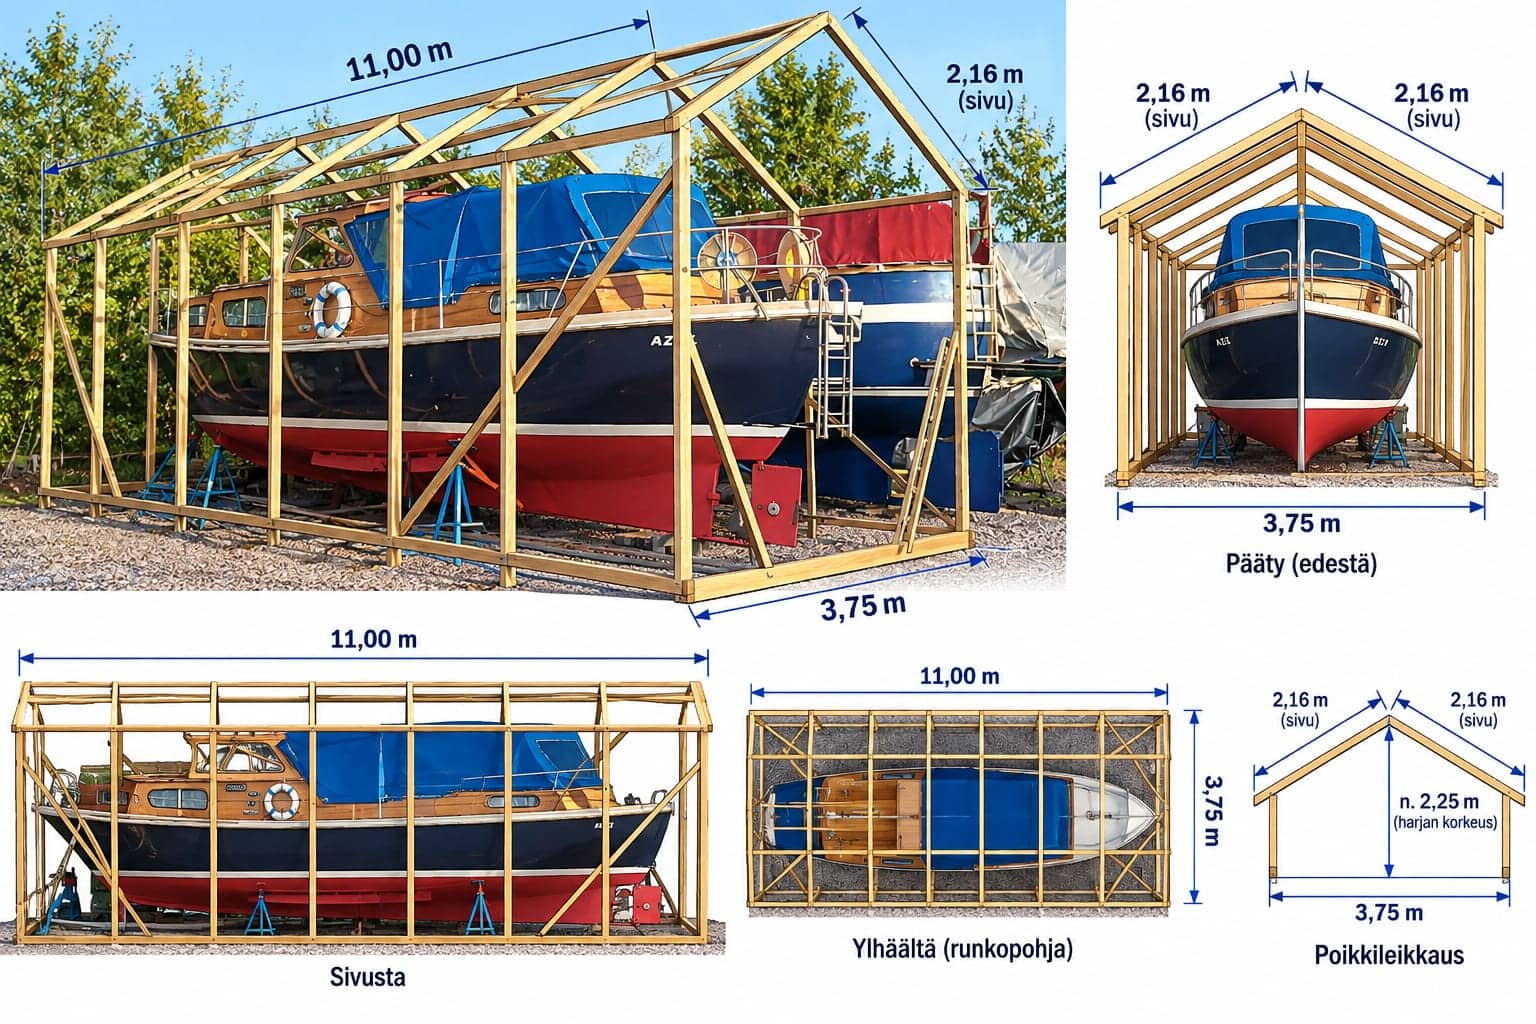 11,00 m
2,16 m
(sivu)
3,75 m
2,16 m
(sivu)
2,16 m
(sivu)
3,75 m
Pääty (edestä)
11,00 m
Sivusta
11,00 m
3,75 m
Ylhäältä (runkopohja)
2,16 m
(sivu)
2,16 m
(sivu)
n. 2,25 m
(harjan korkeus)
3,75 m
Poikkileikkaus